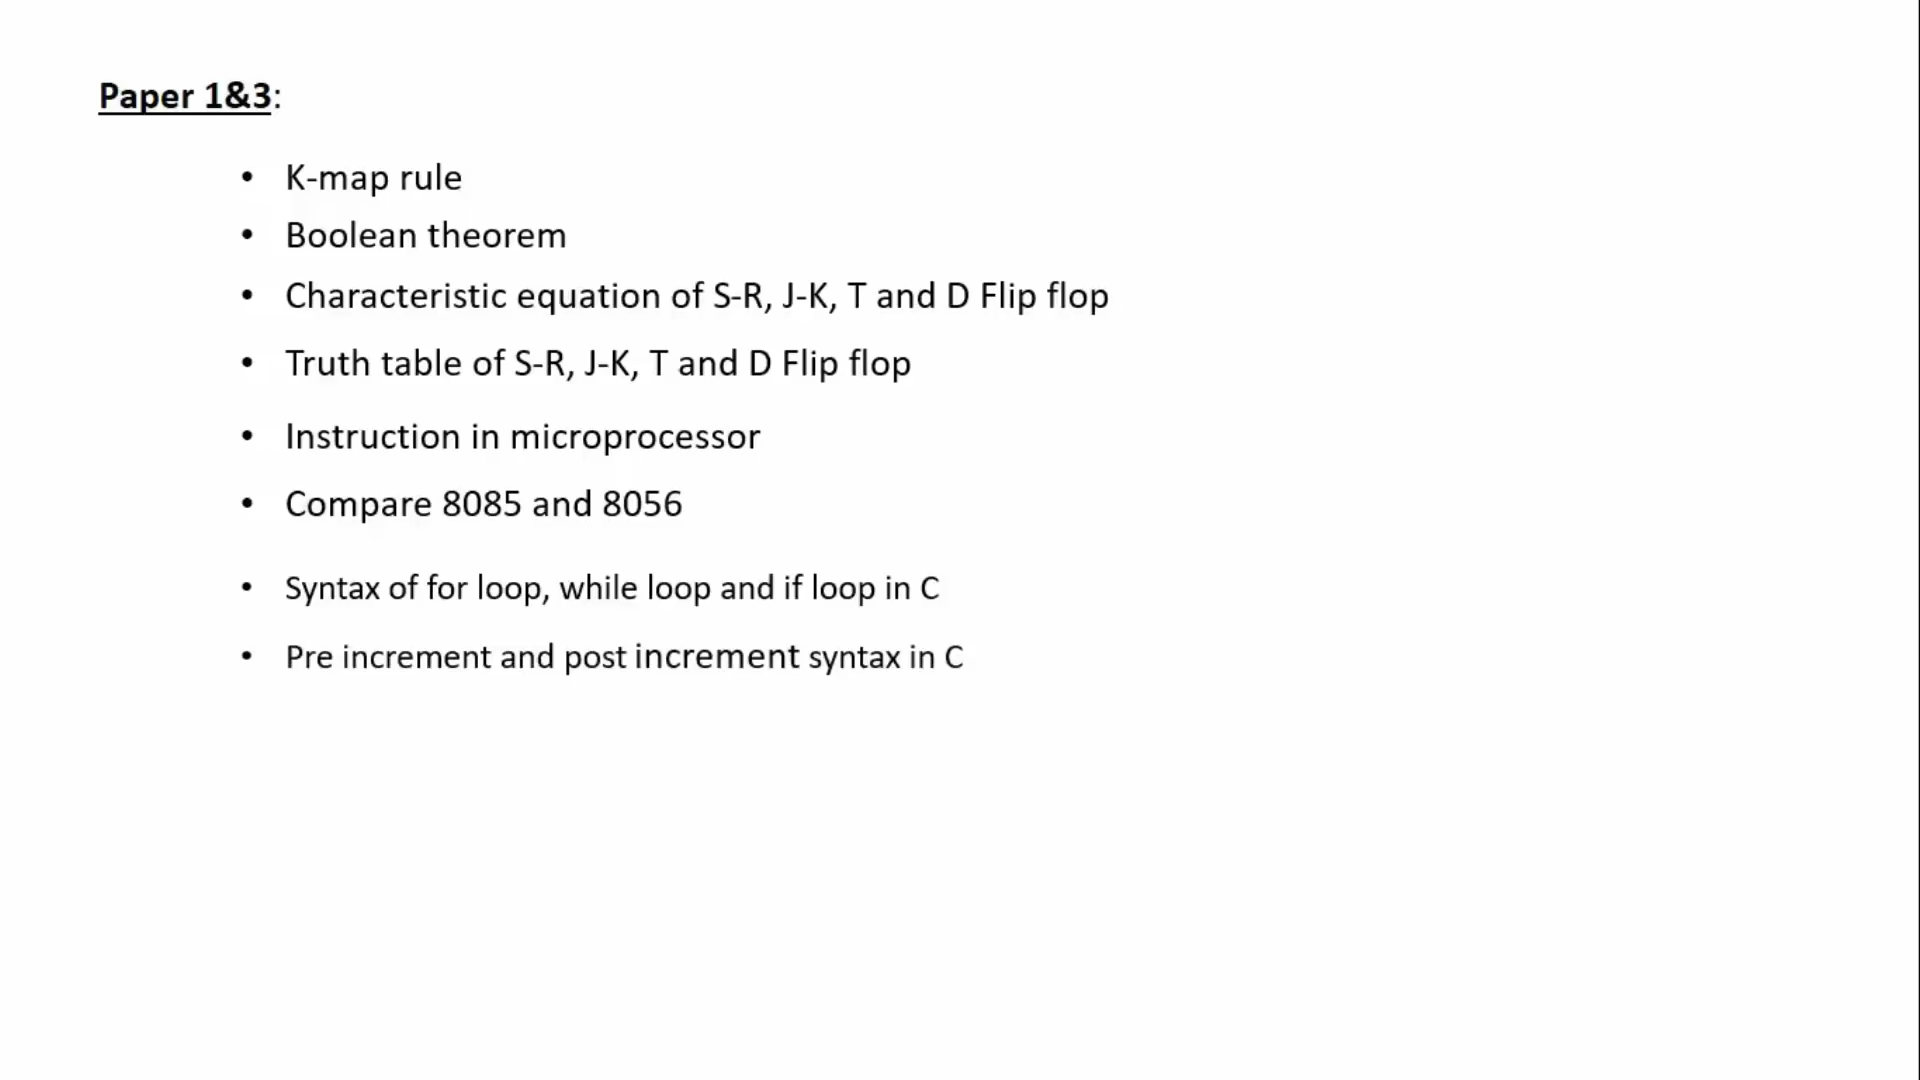 Paper 1&3:
• K-map rule
• Boolean theorem
• Characteristic equation of S-R, J-K, T and D Flip flop
• Truth table of S-R, J-K, T and D Flip flop
• Instruction in microprocessor
• Compare 8085 and 8056
• Syntax of for loop, while loop and if loop in C
• Pre increment and post increment syntax in C